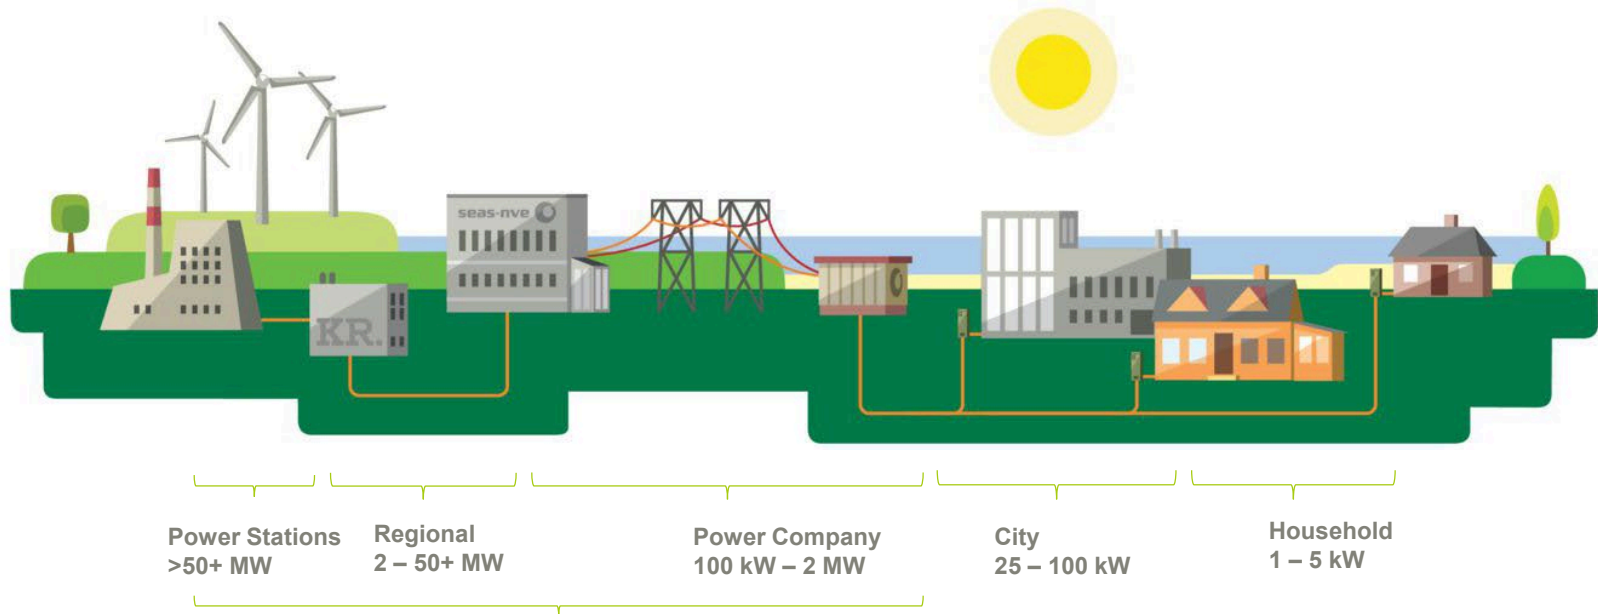 seas-nve
KR.
Power Stations
>50+ MW
Regional
2 – 50+ MW
Power Company
100 kW – 2 MW
City
25 – 100 kW
Household
1 – 5 kW